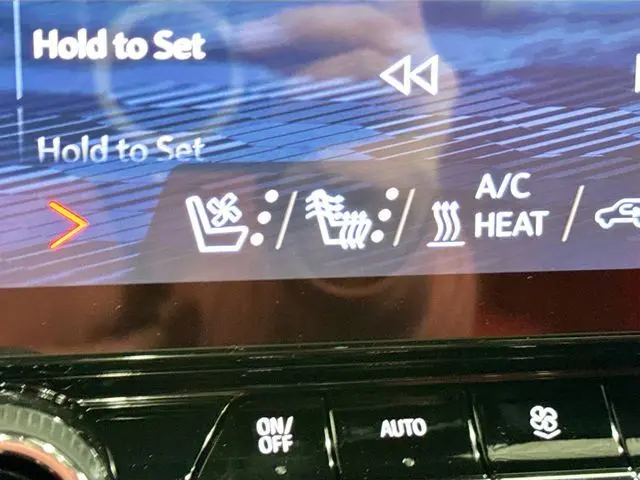 Hold to Set
Hold to Set
A/C
HEAT
ON/
OFF
AUTO